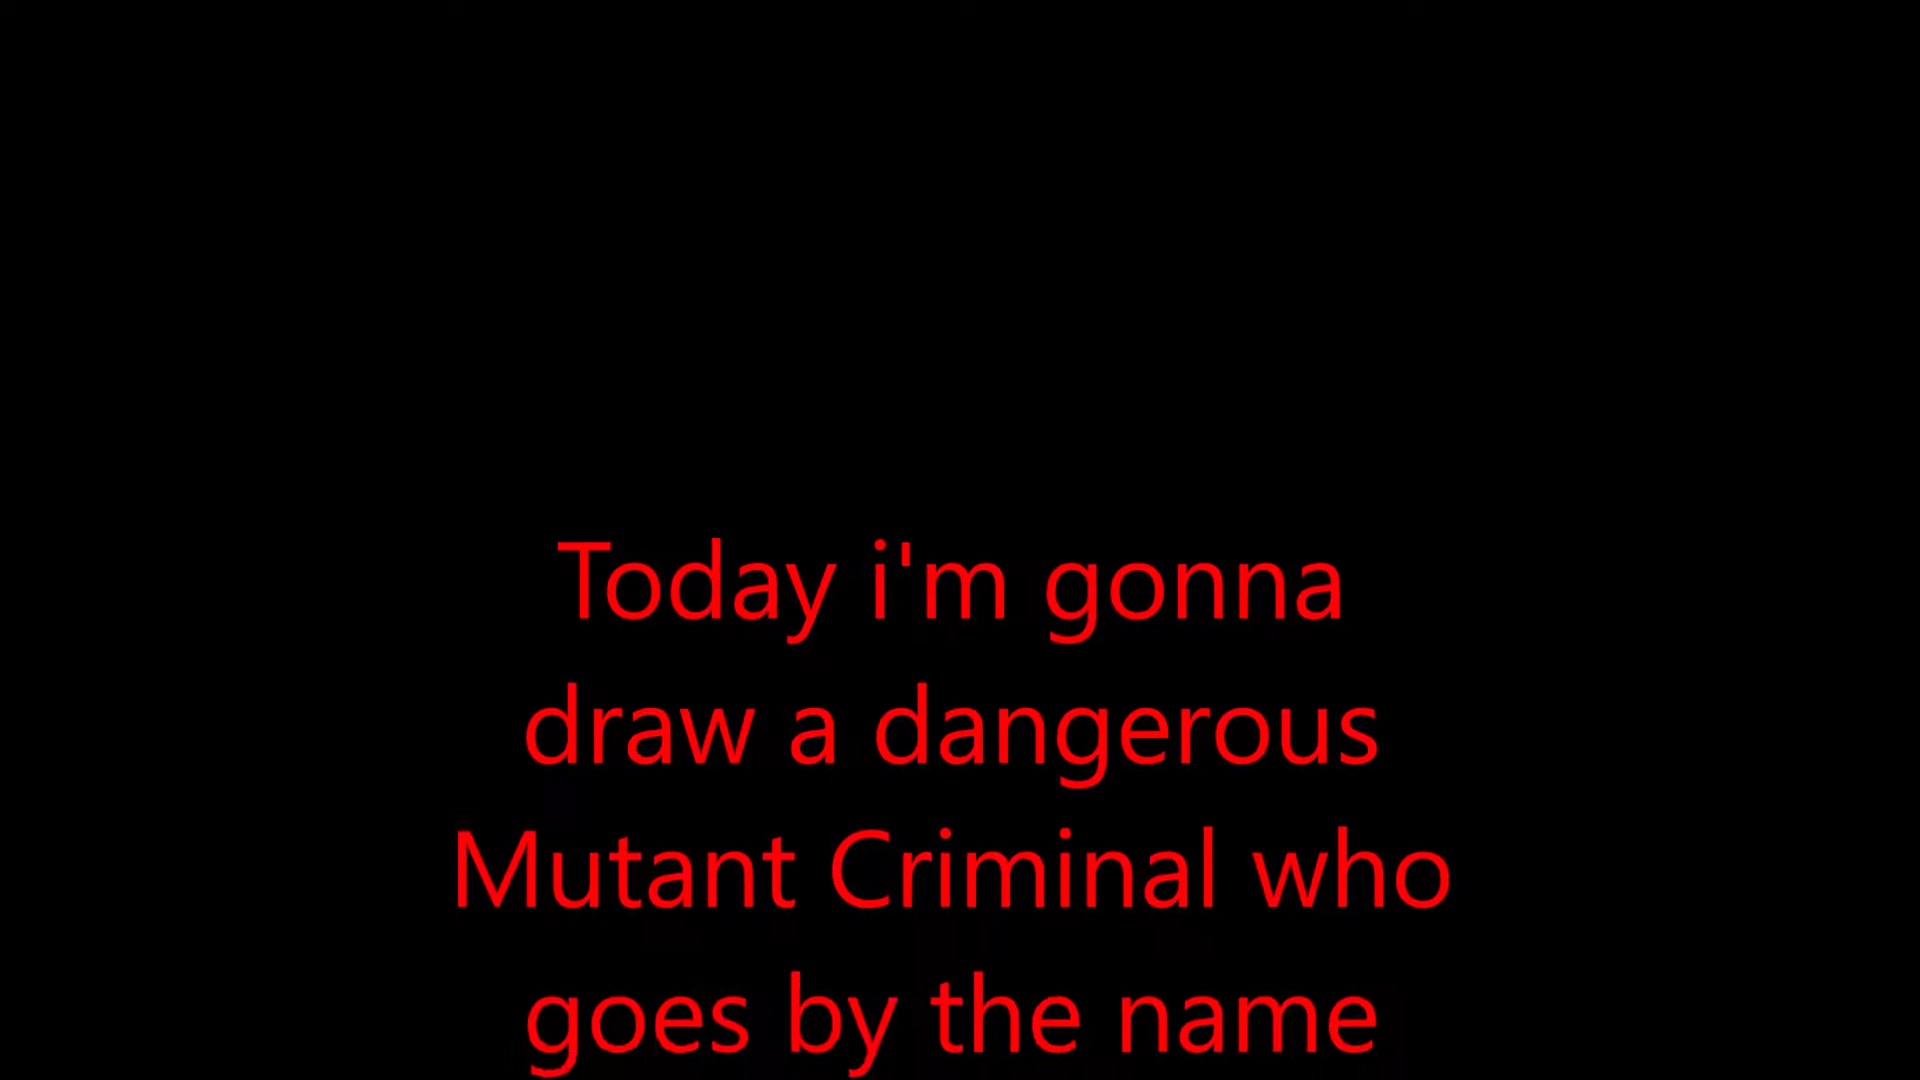 Today i'm gonna
draw a dangerous
Mutant Criminal who
goes by the name